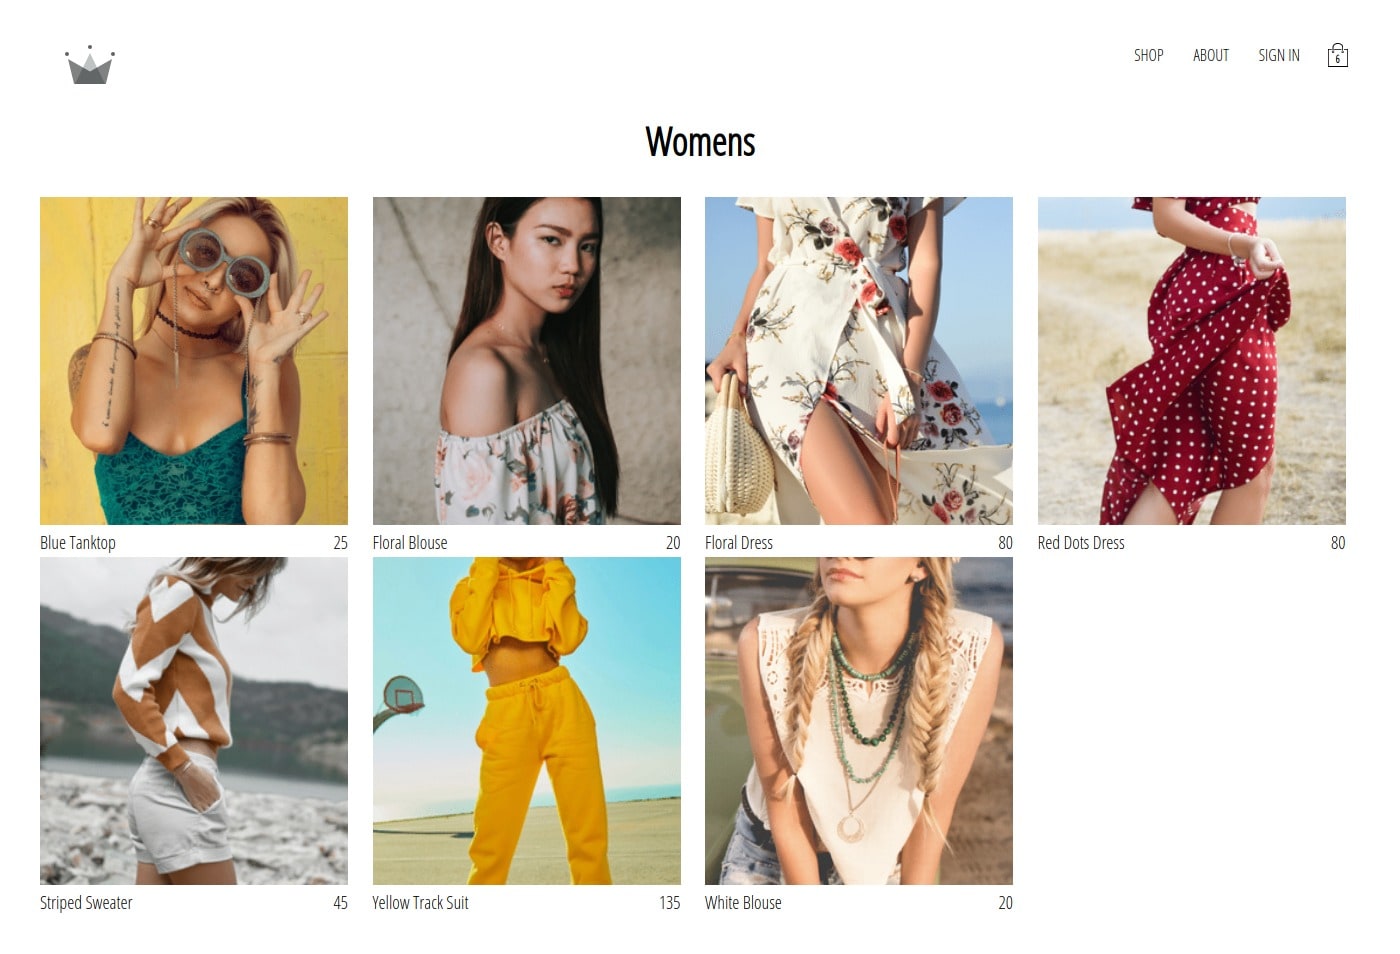 SHOP ABOUT SIGN IN 6
Womens
Blue Tanktop 25 Floral Blouse 20 Floral Dress 80 Red Dots Dress 80
Striped Sweater 45 Yellow Track Suit 135 White Blouse 20